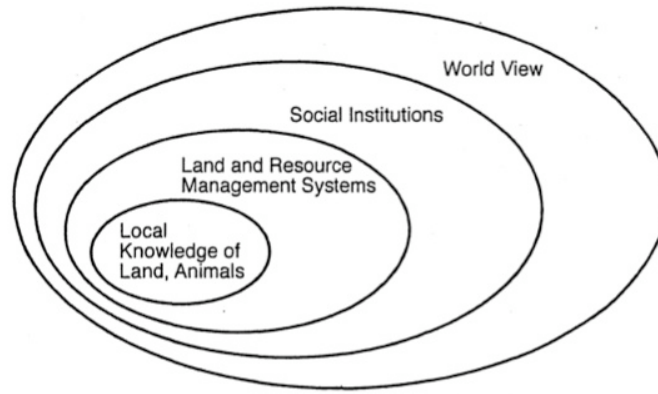 World View
Social Institutions
Land and Resource
Management Systems
Local
Knowledge of
Land, Animals